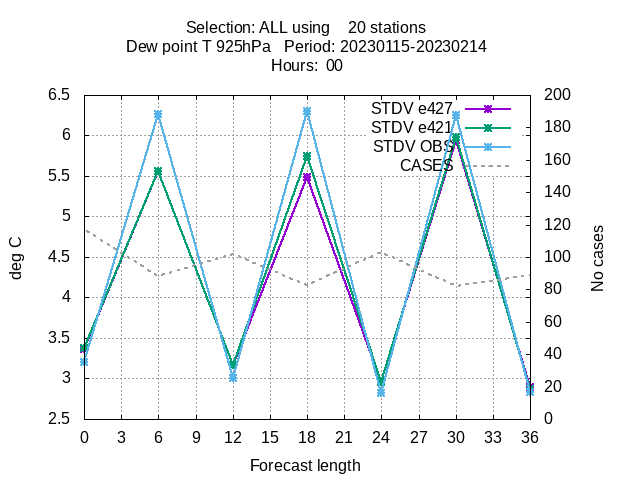 Selection: ALL using    20 stations
Dew point T 925hPa   Period: 20230115-20230214
Hours:  00
STDV e427
STDV e421
STDV OBS
CASES
6.5
6
5.5
5
4.5
4
3.5
3
2.5
200
180
160
140
120
100
80
60
40
20
0
deg C
No cases
0 3 6 9 12 15 18 21 24 27 30 33 36
Forecast length